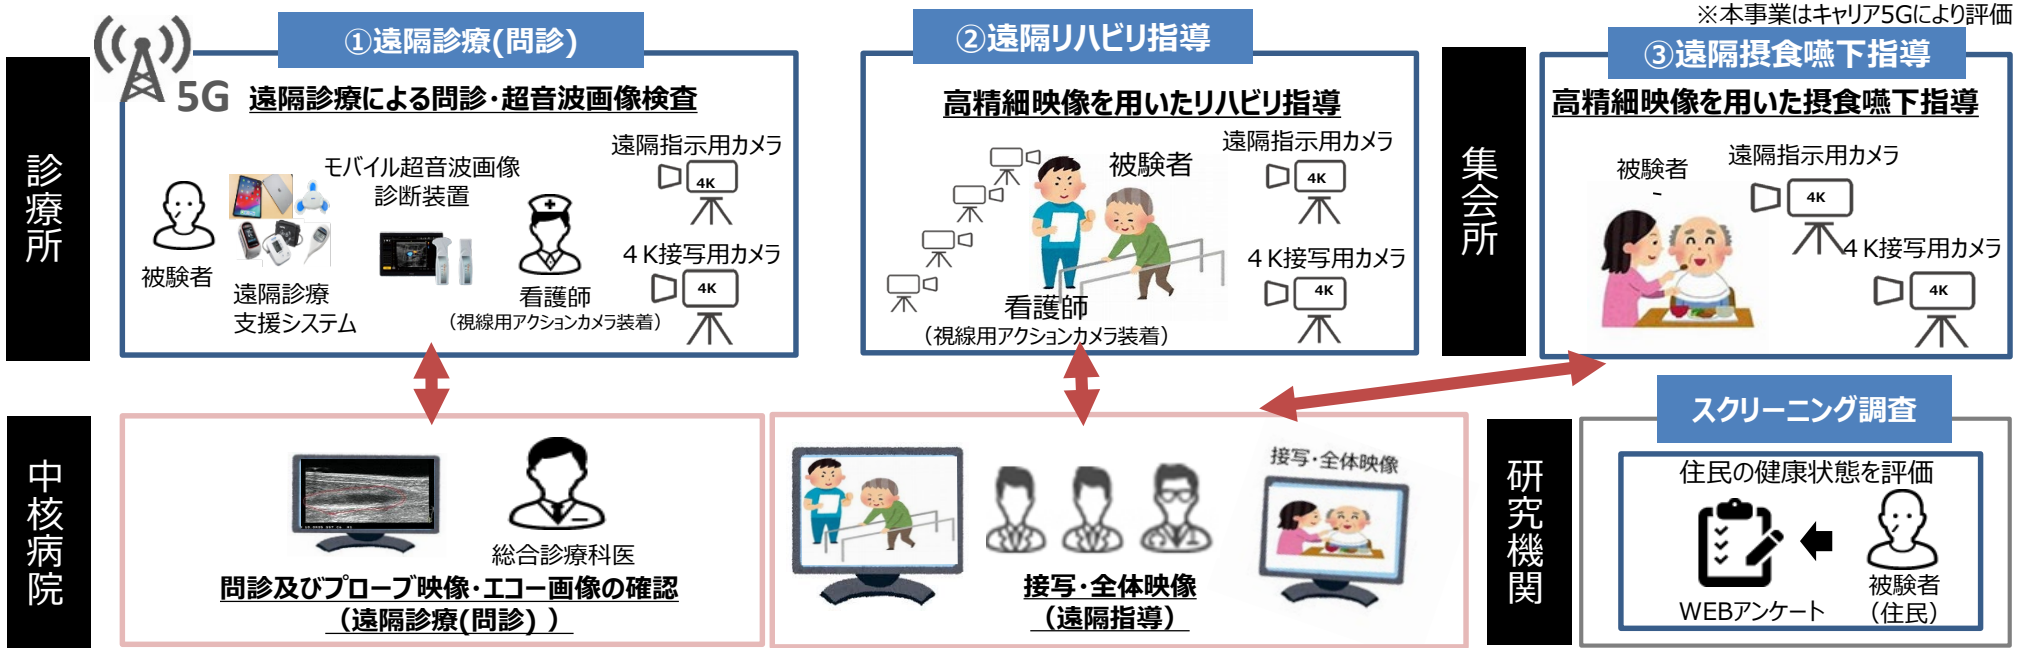 ※本事業はキャリア5Gにより評価
診療所
5G
①遠隔診療(問診)
遠隔診療による問診・超音波画像検査
被験者
遠隔診療
支援システム
モバイル超音波画像
診断装置
看護師
（視線用アクションカメラ装着）
遠隔指示用カメラ
4K
４K接写用カメラ
4K
②遠隔リハビリ指導
高精細映像を用いたリハビリ指導
被験者
看護師
（視線用アクションカメラ装着）
遠隔指示用カメラ
4K
４K接写用カメラ
4K
集会所
③遠隔摂食嚥下指導
高精細映像を用いた摂食嚥下指導
被験者
遠隔指示用カメラ
4K
４K接写用カメラ
4K
中核病院
総合診療科医
問診及びプローブ映像・エコー画像の確認
（遠隔診療(問診) ）
接写・全体映像
接写・全体映像
（遠隔指導）
研究機関
スクリーニング調査
住民の健康状態を評価
WEBアンケート
被験者
（住民）